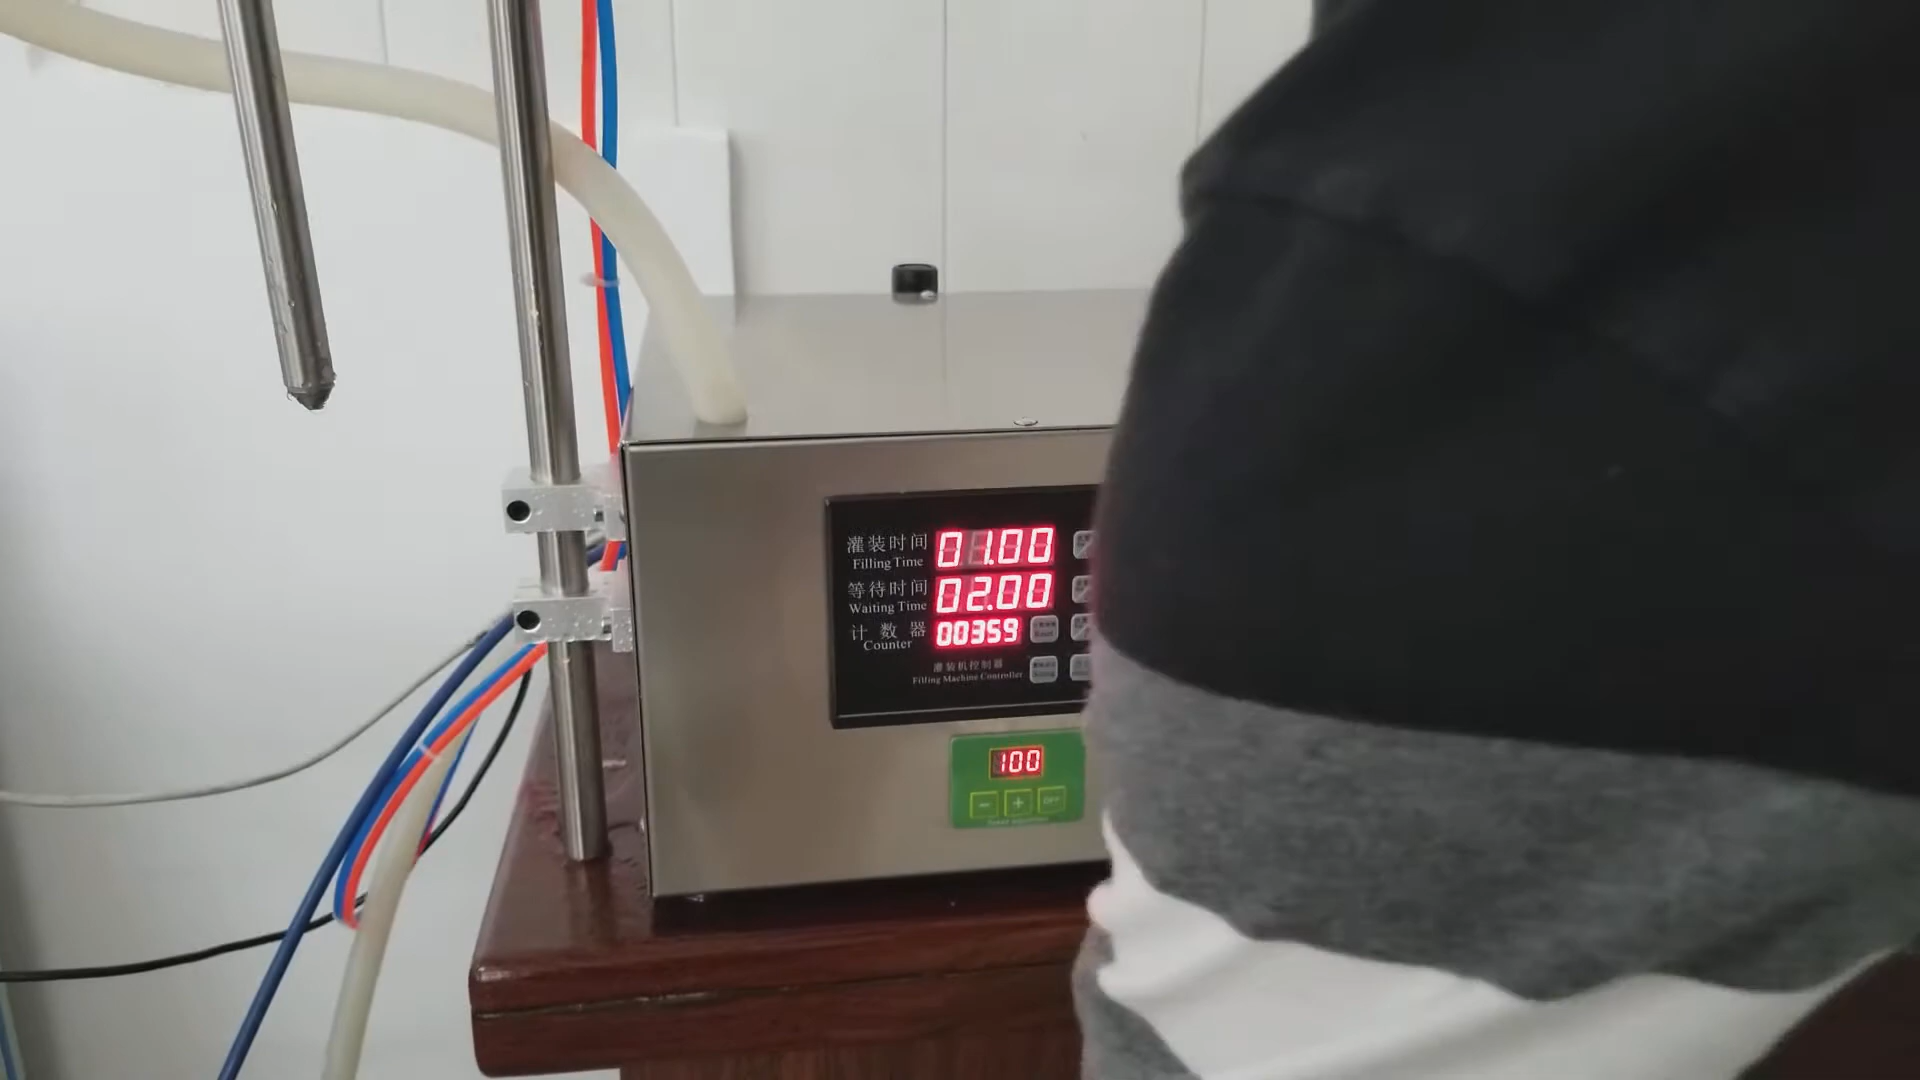 灌装时间 01.00
Filling Time
等待时间 02.00
Waiting Time
计数器 00359
Counter
灌装机控制器
Filling Machine Controller
100
- + OFF